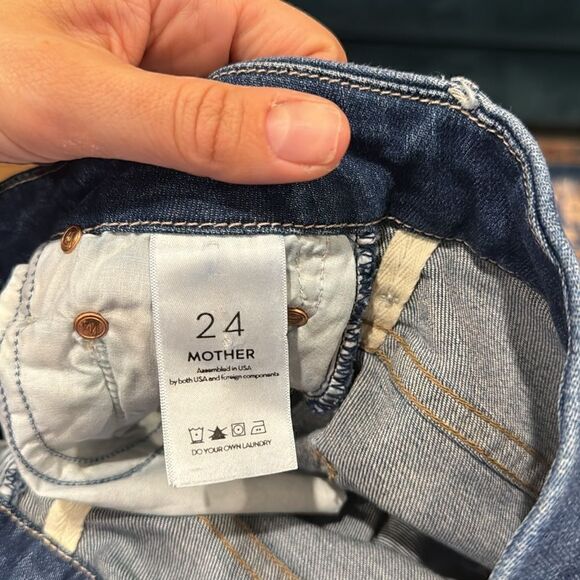 24
MOTHER
Assembled in USA
by both USA and foreign components
DO YOUR OWN LAUNDRY